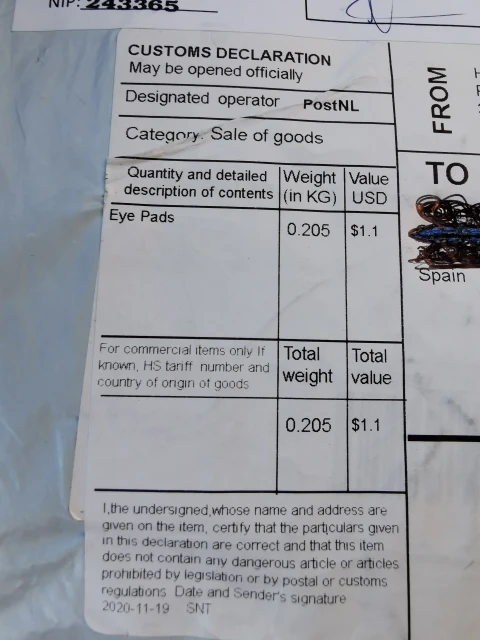 NIP: 243365
CUSTOMS DECLARATION
May be opened officially
Designated operator PostNL
Category: Sale of goods
Quantity and detailed
description of contents
Weight
(in KG)
Value
USD
Eye Pads
0.205
$1.1
For commercial items only If
known, HS tariff number and
country of origin of goods
Total
weight
Total
value
0.205
$1.1
I,the undersigned,whose name and address are
given on the item, certify that the particulars given
in this declaration are correct and that this item
does not contain any dangerous article or articles
prohibited by legislation or by postal or customs
regulations Date and Sender's signature
2020-11-19 SNT
FROM
TO
Spain